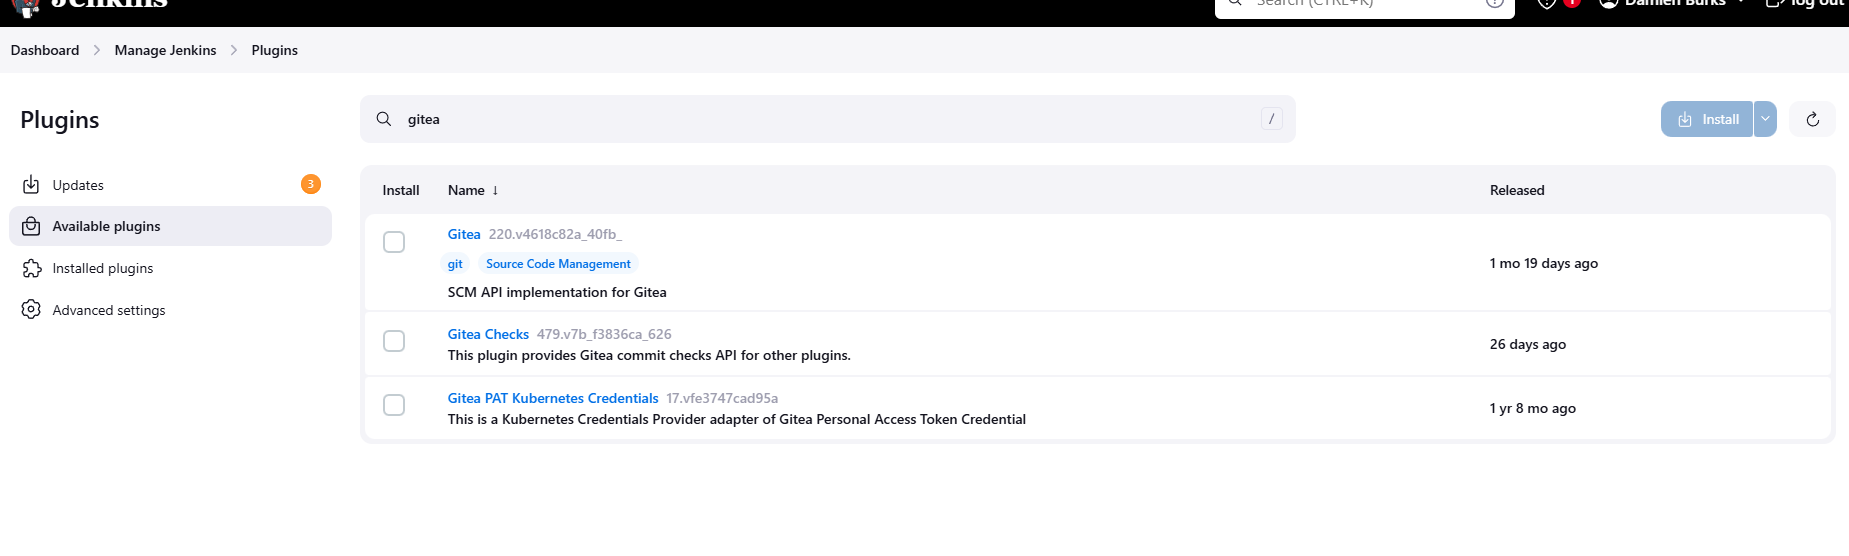 Jenkins
Search (CTRL+K)
1
Damien Burks
log out
Dashboard > Manage Jenkins > Plugins
Plugins
gitea
/
Install
Updates
3
Available plugins
Installed plugins
Advanced settings
Install Name ↓ Released
Gitea 220.v4618c82a_40fb_
git Source Code Management
SCM API implementation for Gitea
1 mo 19 days ago
Gitea Checks 479.v7b_f3836ca_626
This plugin provides Gitea commit checks API for other plugins.
26 days ago
Gitea PAT Kubernetes Credentials 17.vfe3747cad95a
This is a Kubernetes Credentials Provider adapter of Gitea Personal Access Token Credential
1 yr 8 mo ago